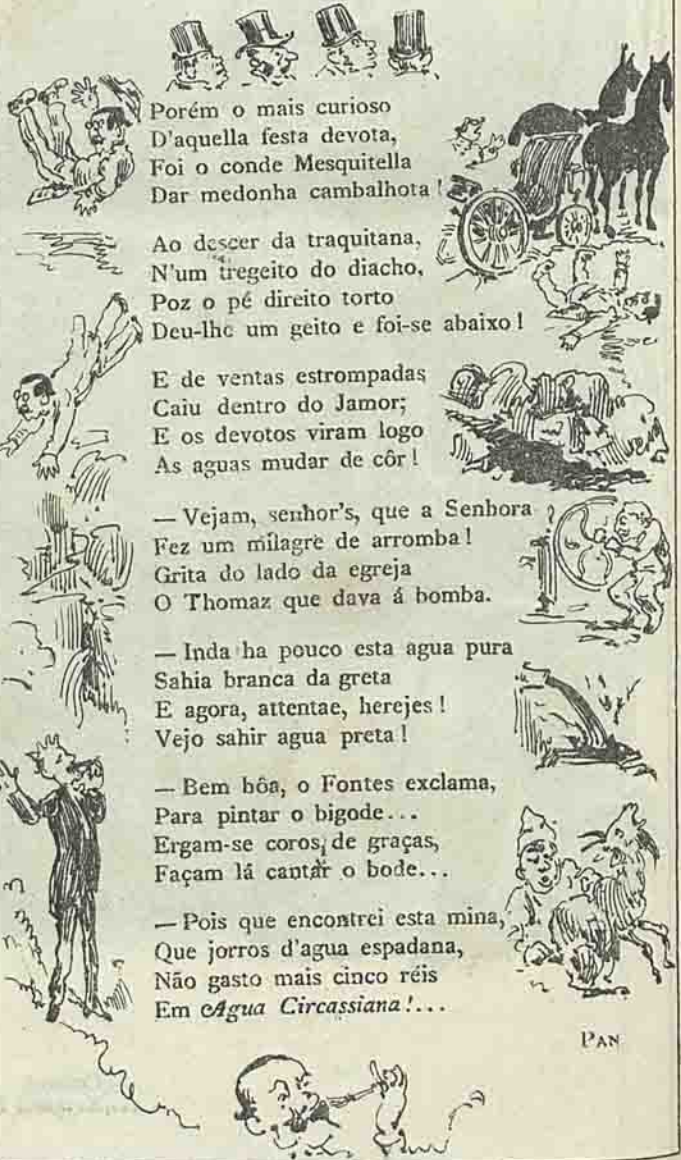 Porém o mais curioso
D'aquella festa devota,
Foi o conde Mesquitella
Dar medonha cambalhota!
Ao descer da traquitana,
N'um tregeito do diacho,
Poz o pé direito torto
Deu-lhe um geito e foi-se abaixo!
E de ventas estrompadas
Caiu dentro do Jamor;
E os devotos viram logo
As aguas mudar de côr!
— Vejam, senhor's, que a Senhora
Fez um milagre de arromba!
Grita do lado da egreja
O Thomaz que dava á bomba.
— Inda ha pouco esta agua pura
Sahia branca da greta
E agora, attentae, herejes!
Vejo sahir agua preta!
— Bem bôa, o Fontes exclama,
Para pintar o bigode...
Ergam-se coros, de graças,
Façam lá cantar o bode...
— Pois que encontrei esta mina,
Que jorros d'agua espadana,
Não gasto mais cinco réis
Em Agua Circassiana!...
PAN